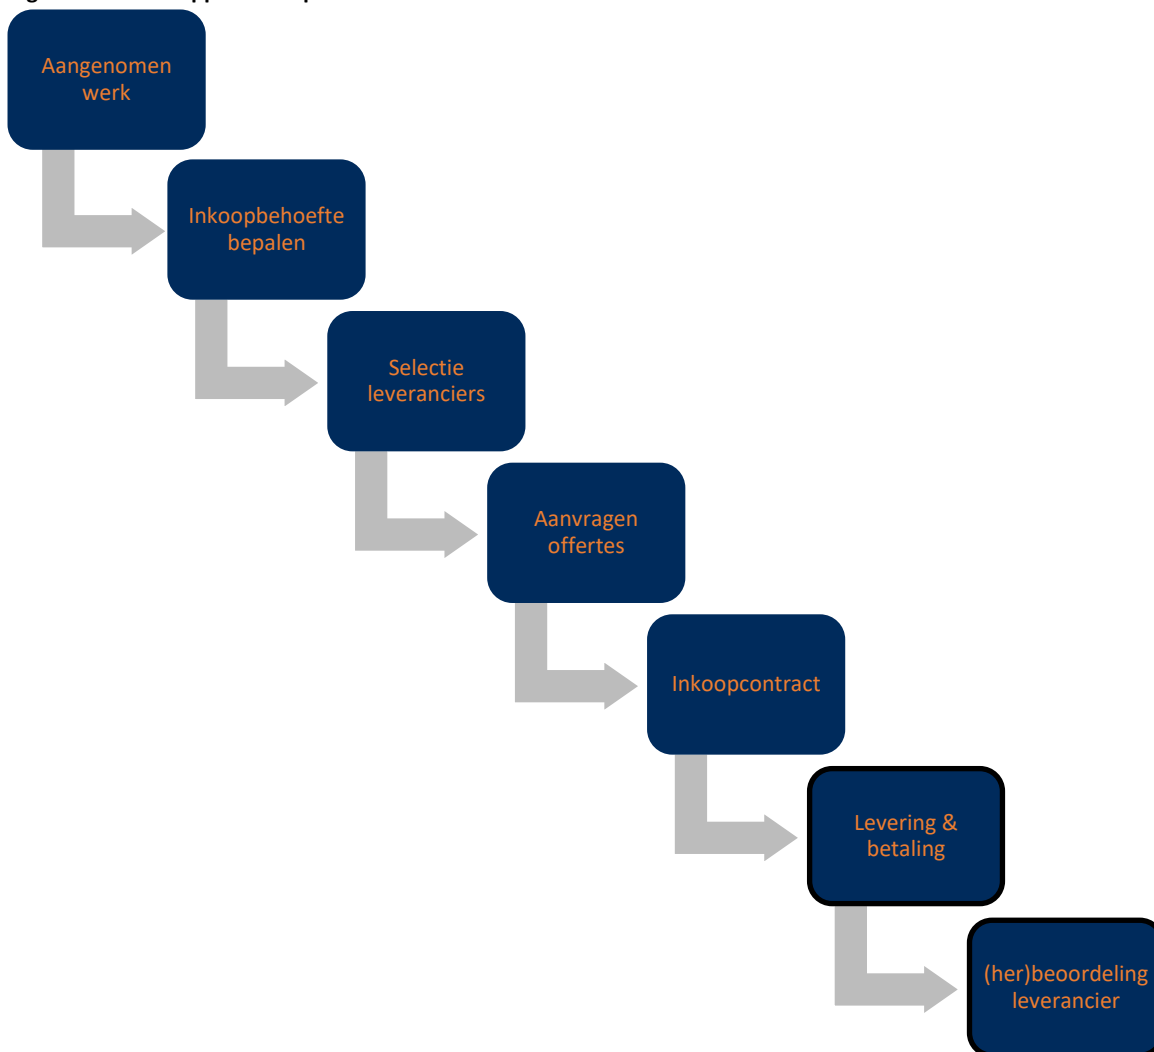 Aangenomen
werk
Inkoopbehoefte
bepalen
Selectie
leveranciers
Aanvragen
offertes
Inkoopcontract
Levering &
betaling
(her)beoordeling
leverancier